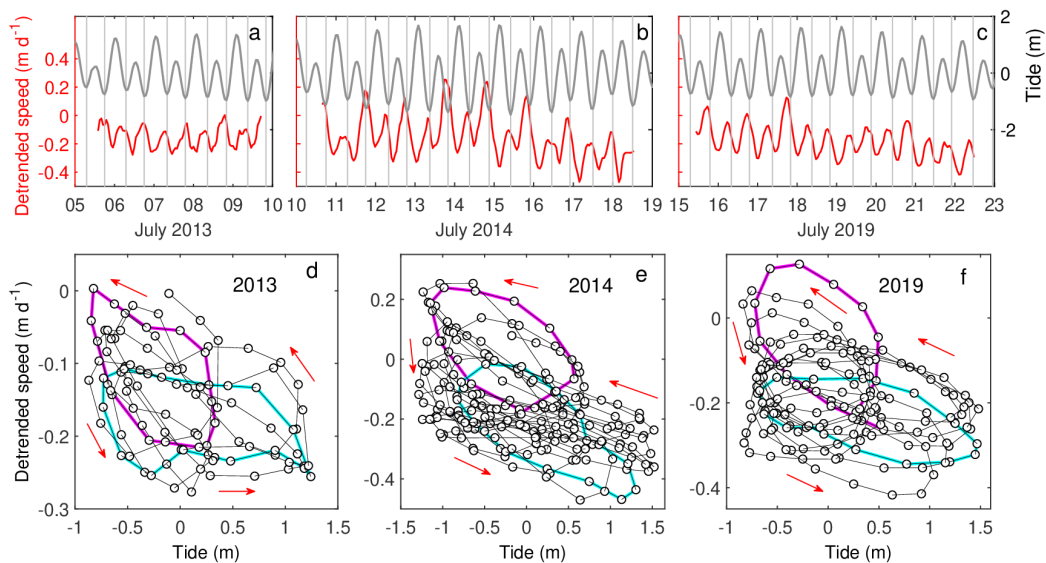 a b c
Detrended speed (m d⁻¹)
0.4
0.2
0
-0.2
-0.4
2
0
-2
Tide (m)
05 06 07 08 09 10
10 11 12 13 14 15 16 17 18 19
15 16 17 18 19 20 21 22 23
July 2013 July 2014 July 2019
d e f
2013 2014 2019
Detrended speed (m d⁻¹)
0
-0.1
-0.2
-0.3
0.2
0
-0.2
-0.4
0
-0.2
-0.4
-1 -0.5 0 0.5 1 1.5
-1.5 -1 -0.5 0 0.5 1 1.5
-1 -0.5 0 0.5 1 1.5
Tide (m) Tide (m) Tide (m)